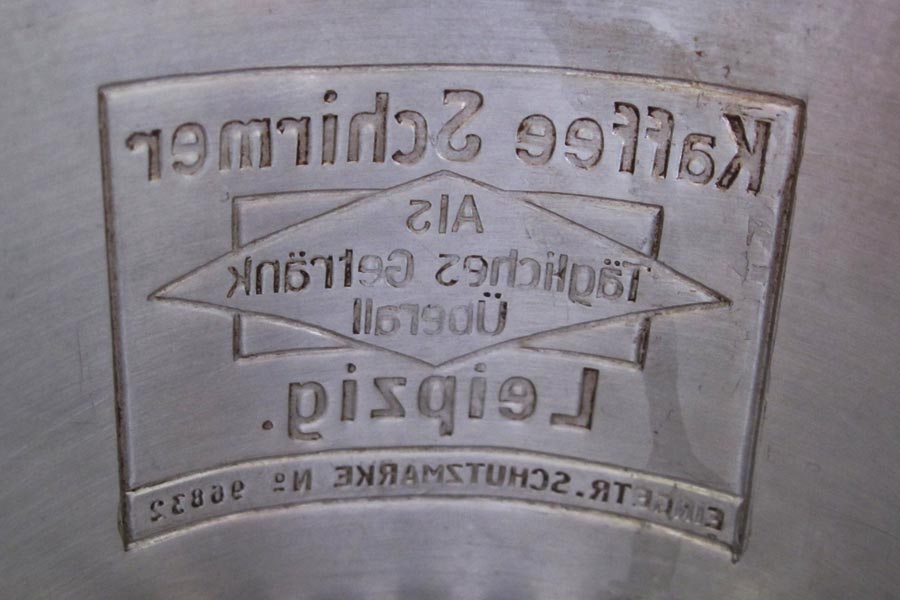 Kaffee Schirmer
Als
Tägliches Getränk
Überall
Leipzig.
EINGETR. SCHUTZMARKE Nº 96832